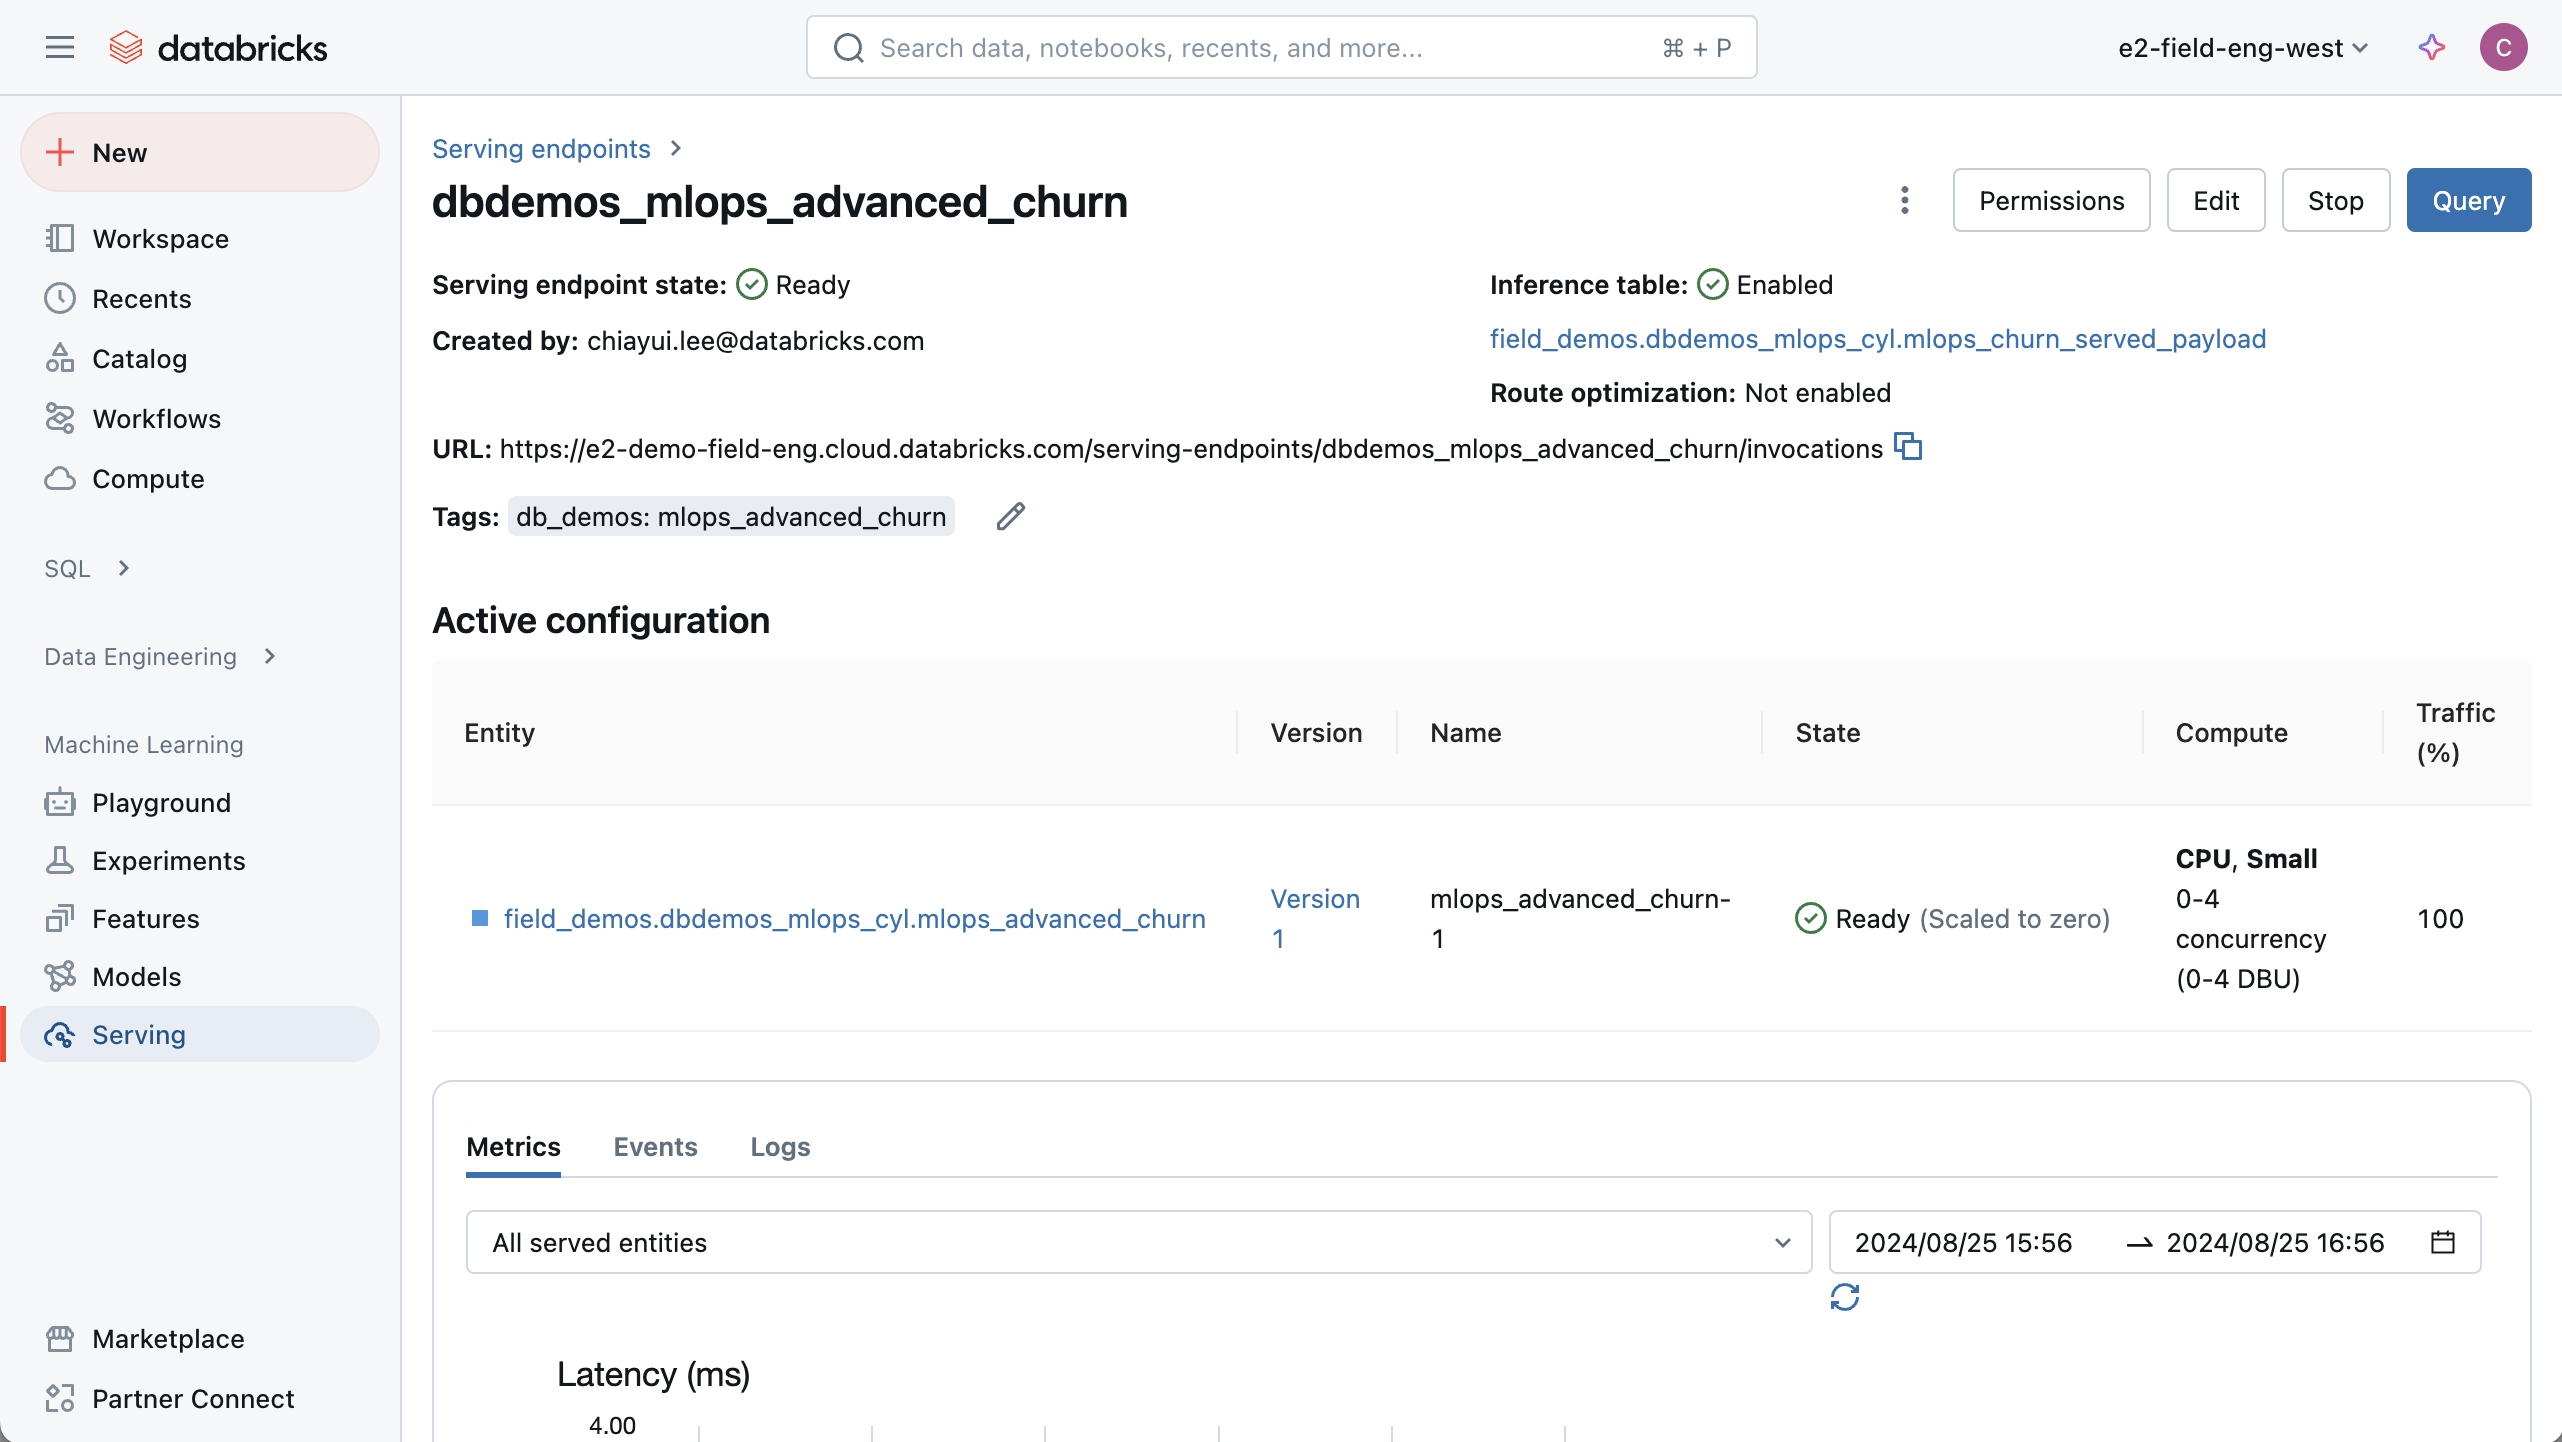 databricks
Search data, notebooks, recents, and more...
⌘ + P
e2-field-eng-west
C
New
Workspace
Recents
Catalog
Workflows
Compute
SQL
Data Engineering
Machine Learning
Playground
Experiments
Features
Models
Serving
Marketplace
Partner Connect
Serving endpoints
dbdemos_mlops_advanced_churn
Permissions
Edit
Stop
Query
Serving endpoint state: Ready
Created by: chiayui.lee@databricks.com
Inference table: Enabled
field_demos.dbdemos_mlops_cyl.mlops_churn_served_payload
Route optimization: Not enabled
URL: https://e2-demo-field-eng.cloud.databricks.com/serving-endpoints/dbdemos_mlops_advanced_churn/invocations
Tags: db_demos: mlops_advanced_churn
Active configuration
Entity
Version
Name
State
Compute
Traffic
(%)
field_demos.dbdemos_mlops_cyl.mlops_advanced_churn
Version
1
mlops_advanced_churn-
1
Ready (Scaled to zero)
CPU, Small
0-4
concurrency
(0-4 DBU)
100
Metrics
Events
Logs
All served entities
2024/08/25 15:56
2024/08/25 16:56
Latency (ms)
4.00